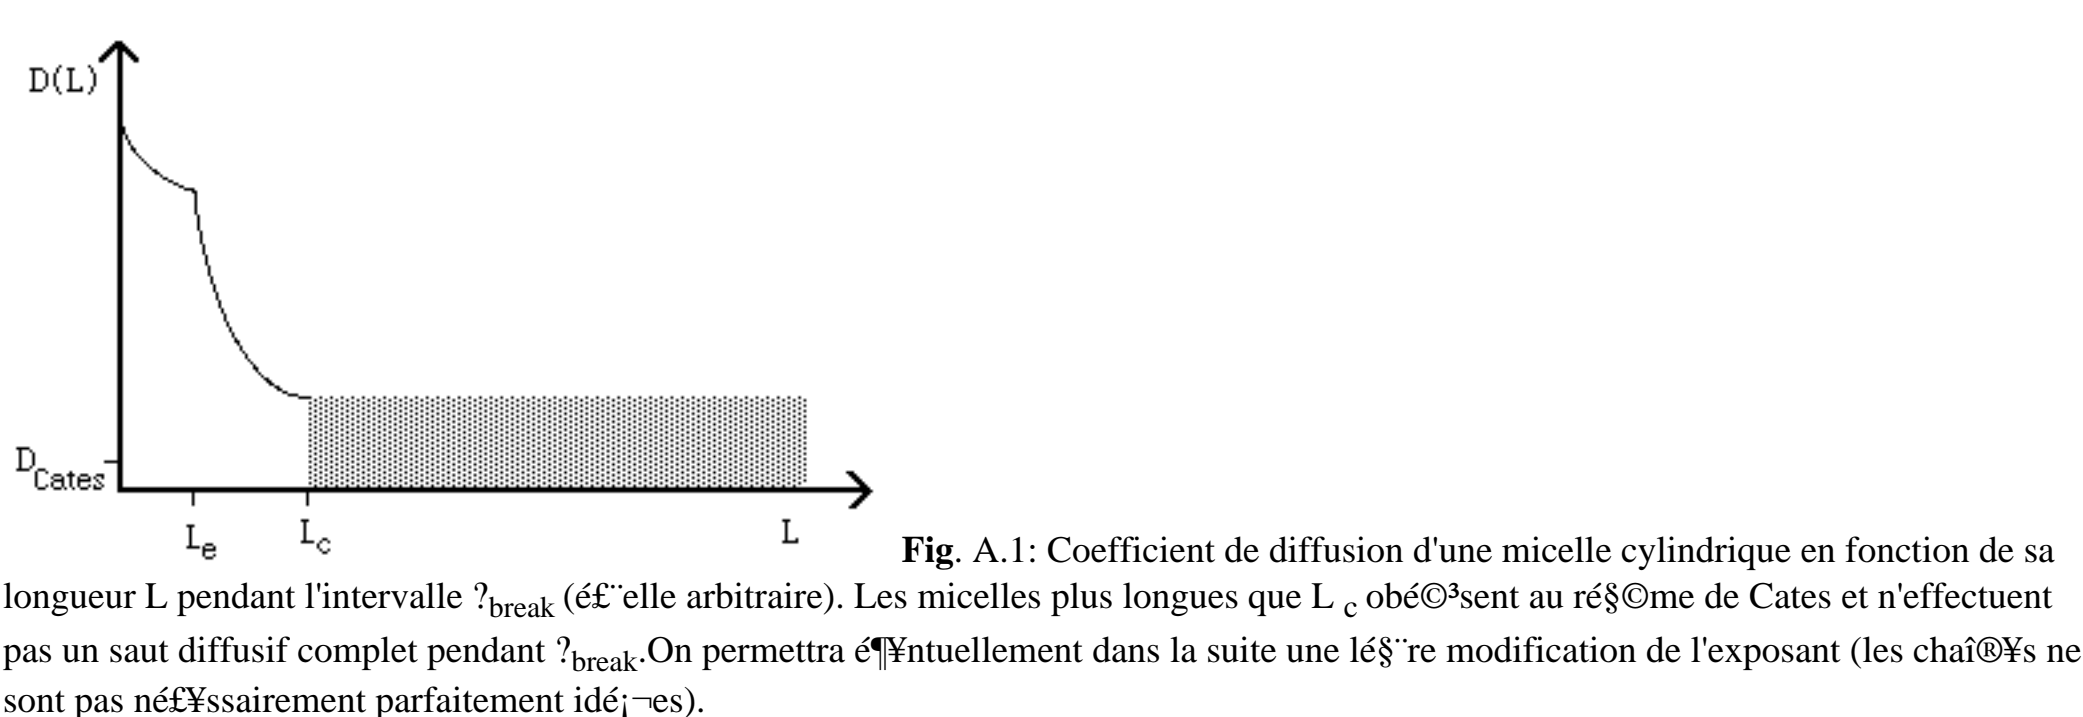 D(L)
D_Cates
L_e
L_c
L
Fig. A.1: Coefficient de diffusion d'une micelle cylindrique en fonction de sa
longueur L pendant l'intervalle ?break (é£¨elle arbitraire). Les micelles plus longues que L c obé©³sent au ré§©me de Cates et n'effectuent
pas un saut diffusif complet pendant ?break.On permettra é¶¥ntuellement dans la suite une lé§¨re modification de l'exposant (les chaî®¥s ne
sont pas né£¥ssairement parfaitement idé¡¬es).